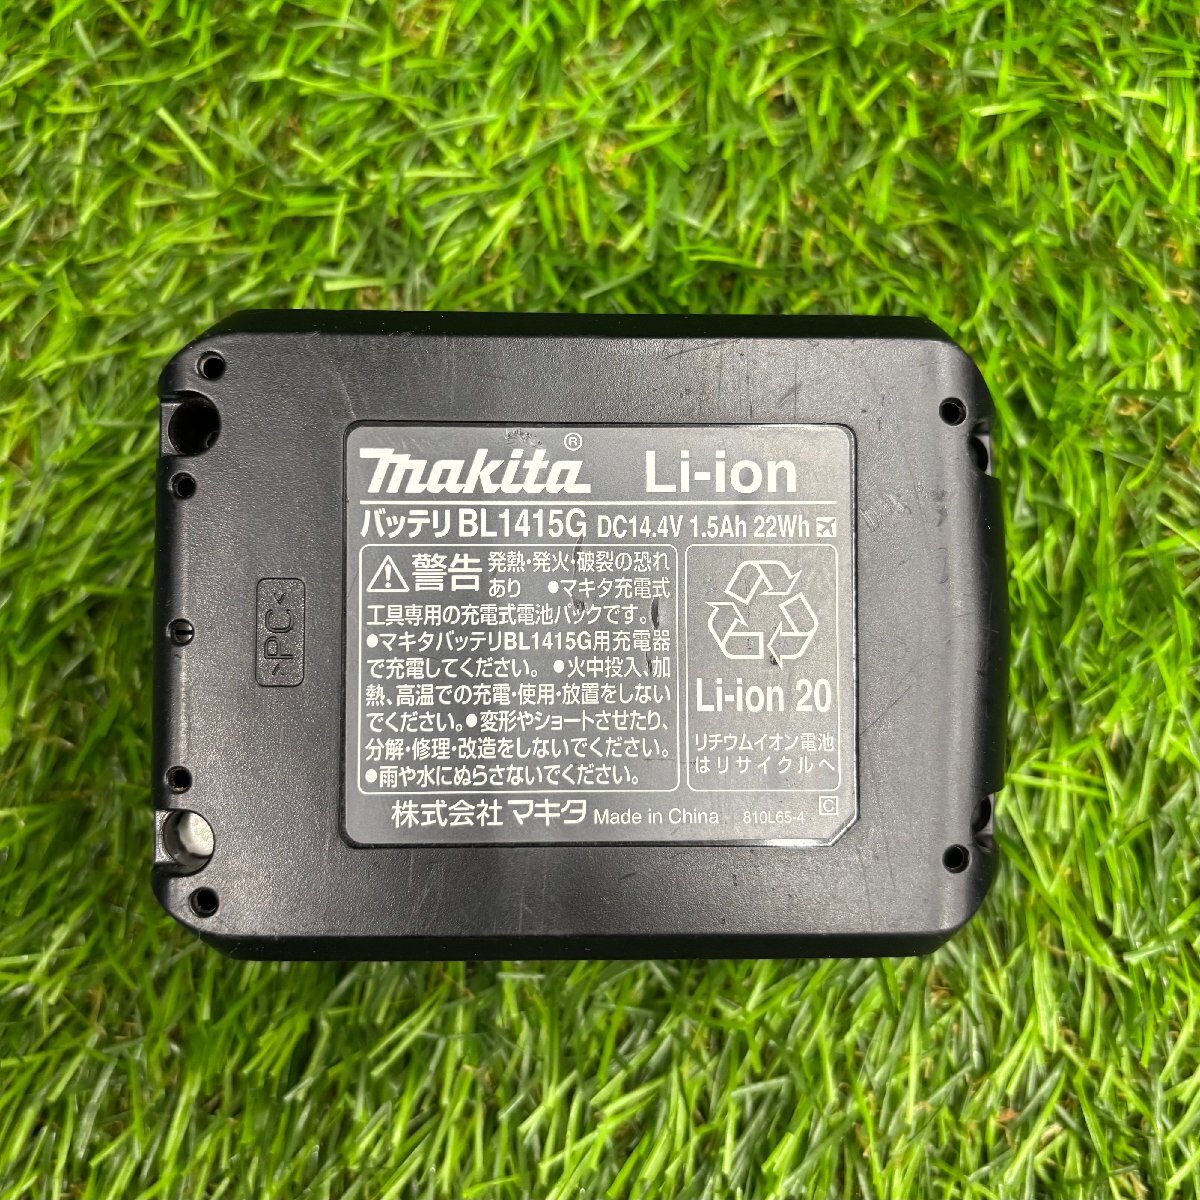 makita® Li-ion
バッテリ BL1415G DC14.4V 1.5Ah 22Wh
警告 発熱・発火・破裂の恐れ
あり ●マキタ充電式
工具専用の充電式電池パックです。
●マキタバッテリBL1415G用充電器
で充電してください。 ●火中投入、加
熱、高温での充電・使用・放置をしない
でください。●変形やショートさせたり、
分解・修理・改造をしないでください。
●雨や水にぬらさないでください。
Li-ion 20
リチウムイオン電池
はリサイクルへ
株式会社 マキタ Made in China 810L65-4 C
>PC<